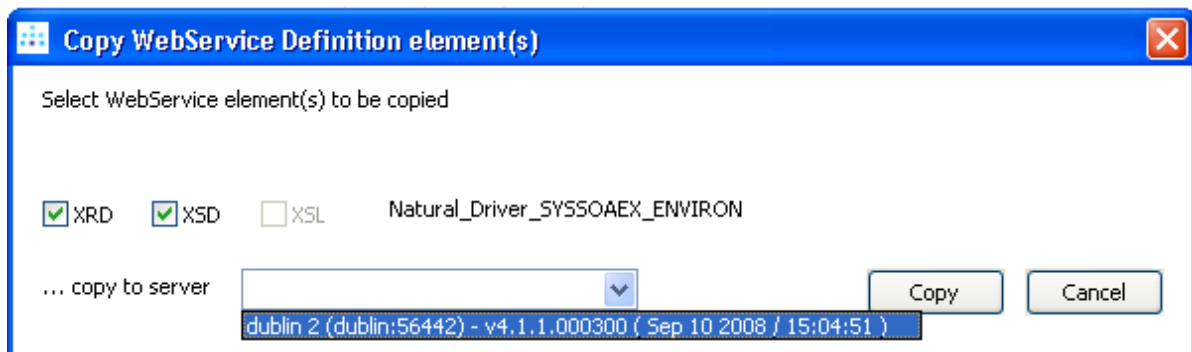 Copy WebService Definition element(s)
Select WebService element(s) to be copied
XRD XSD XSL Natural_Driver_SYSSOAEX_ENVIRON
... copy to server Copy Cancel
dublin 2 (dublin:56442) - v4.1.1.000300 ( Sep 10 2008 / 15:04:51 )